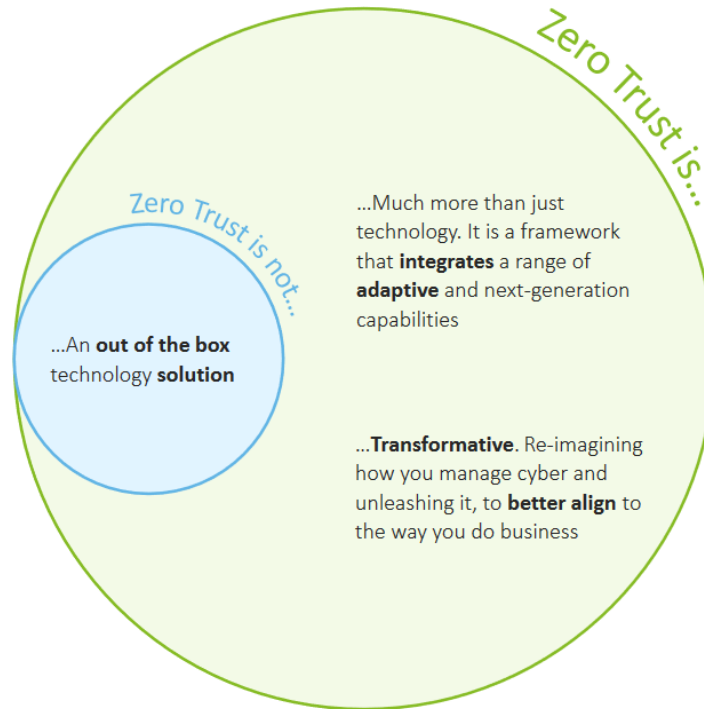 Zero Trust is...
Zero Trust is not...
...An out of the box
technology solution
...Much more than just
technology. It is a framework
that integrates a range of
adaptive and next-generation
capabilities
...Transformative. Re-imagining
how you manage cyber and
unleashing it, to better align to
the way you do business